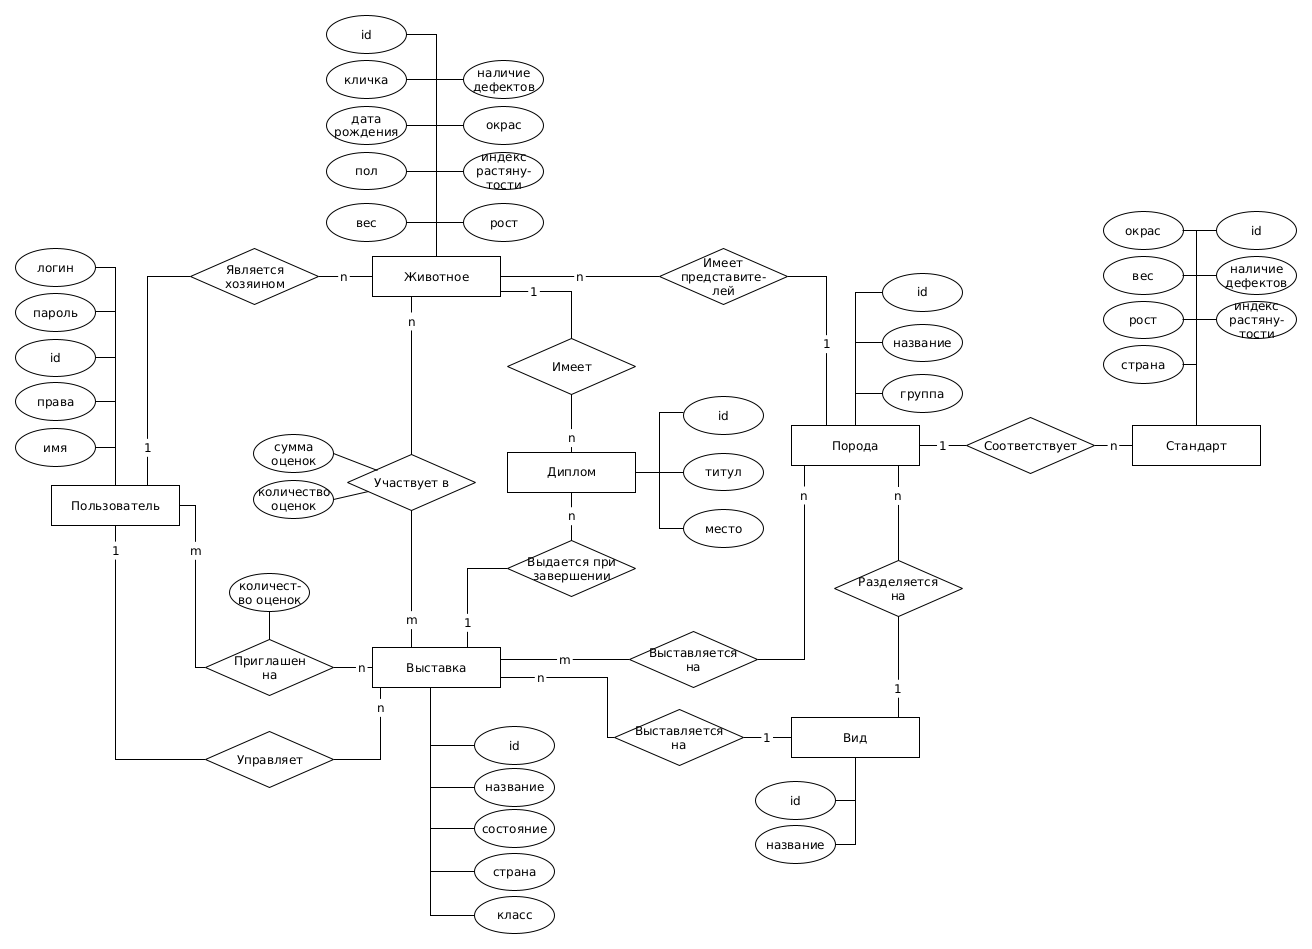 id
кличка
наличие
дефектов
дата
рождения
окрас
пол
индекс
растяну-
тости
вес
рост
Животное
логин
пароль
id
права
имя
Пользователь
Является
хозяином
n
1
n
Имеет
представите-
лей
1
1
Имеет
n
Диплом
id
титул
место
n
Выдается при
завершении
1
n
сумма
оценок
количество
оценок
Участвует в
m
id
название
группа
Порода
1
Соответствует
n
Стандарт
окрас
id
вес
наличие
дефектов
рост
индекс
растяну-
тости
страна
1
m
количест-
во оценок
Приглашен
на
n
Управляет
n
Выставка
m
Выставляется
на
n
n
Выставляется
на
1
n
Разделяется
на
1
Вид
id
название
id
название
состояние
страна
класс